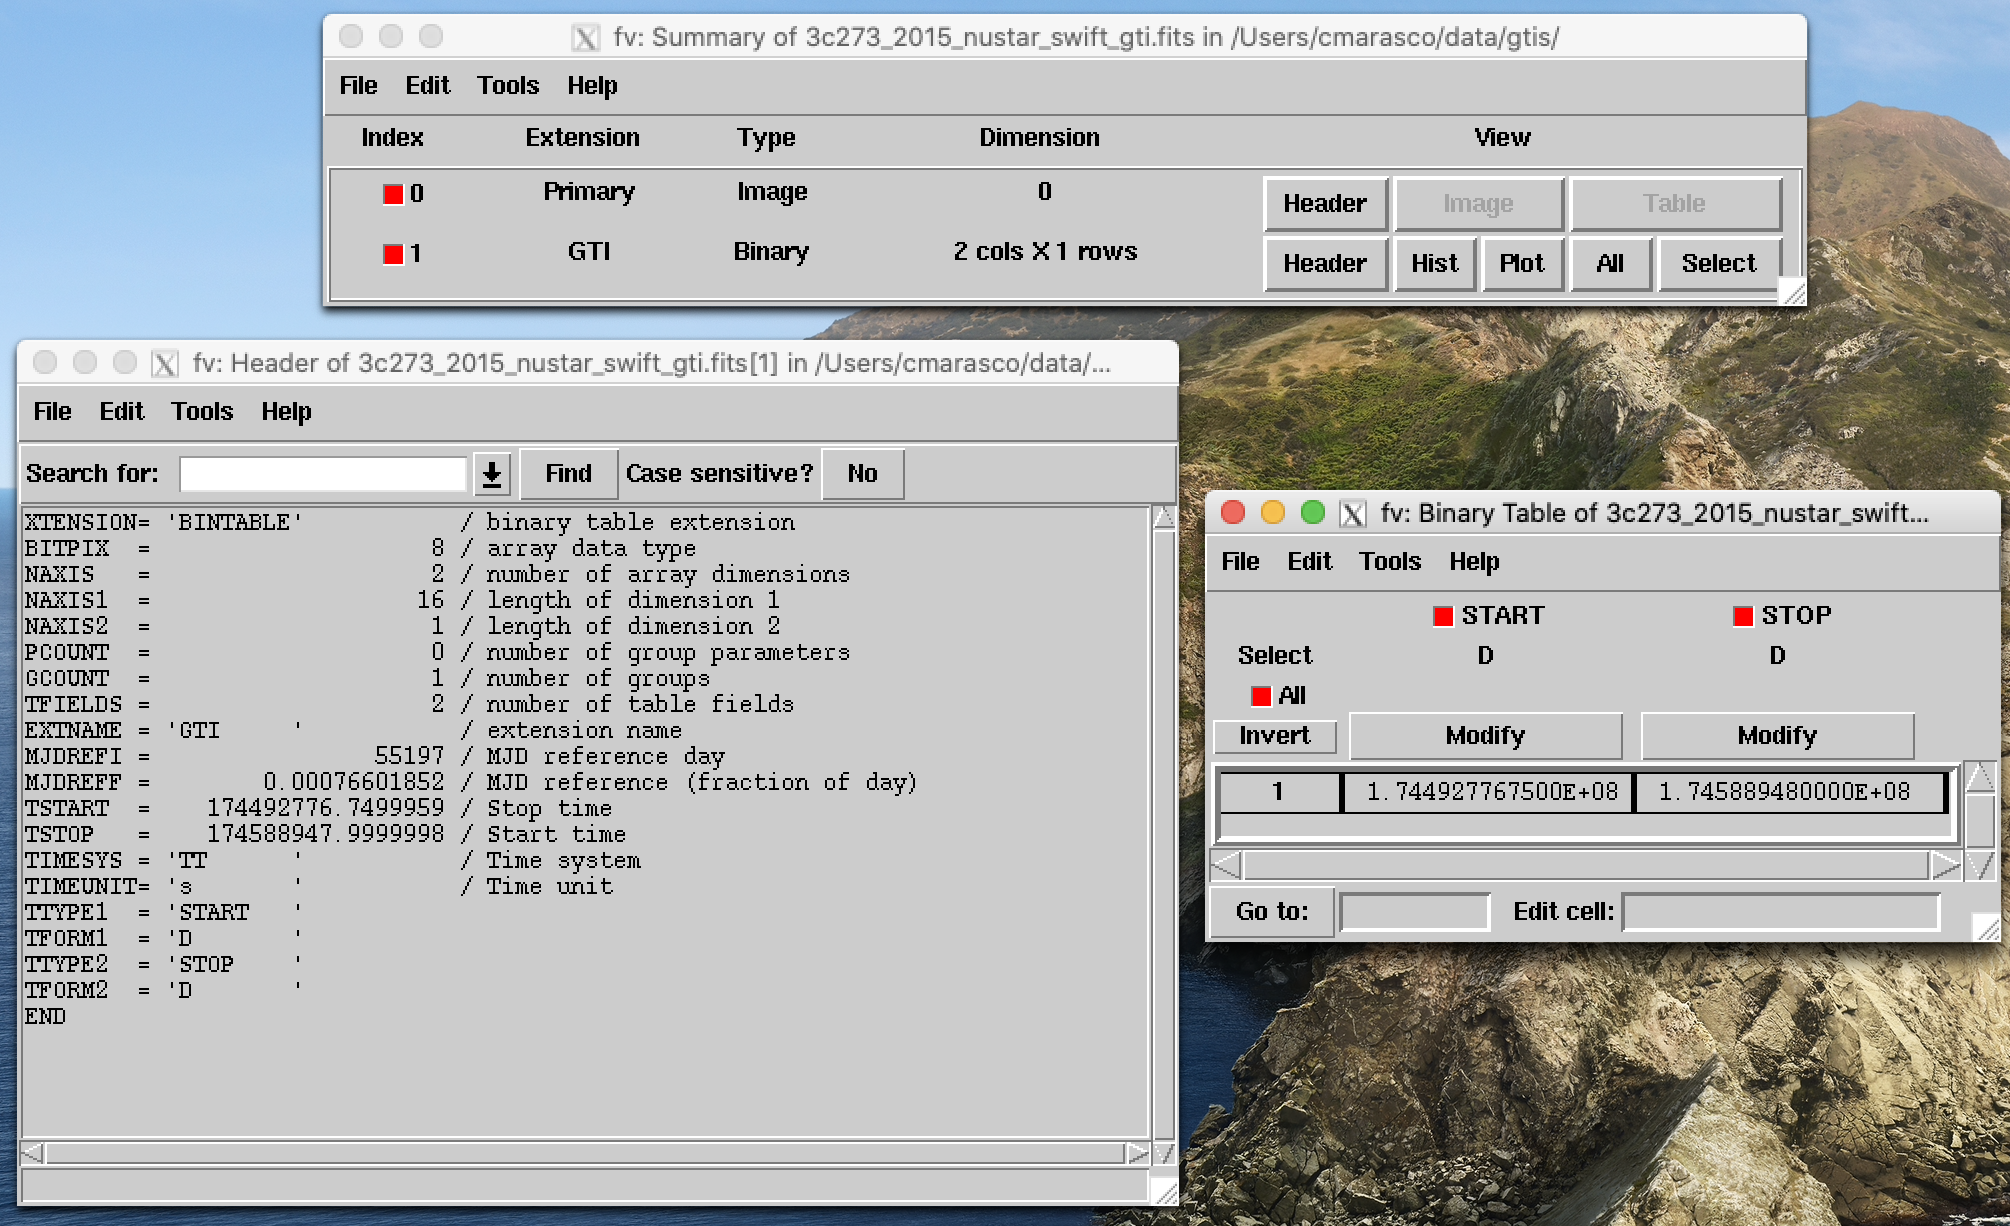 fv: Summary of 3c273_2015_nustar_swift_gti.fits in /Users/cmarasco/data/gtis/
File Edit Tools Help
Index Extension Type Dimension View
0 Primary Image 0 Header Image Table
1 GTI Binary 2 cols X 1 rows Header Hist Plot All Select
fv: Header of 3c273_2015_nustar_swift_gti.fits[1] in /Users/cmarasco/data/...
File Edit Tools Help
Search for: Find Case sensitive? No
XTENSION= 'BINTABLE' / binary table extension
BITPIX = 8 / array data type
NAXIS = 2 / number of array dimensions
NAXIS1 = 16 / length of dimension 1
NAXIS2 = 1 / length of dimension 2
PCOUNT = 0 / number of group parameters
GCOUNT = 1 / number of groups
TFIELDS = 2 / number of table fields
EXTNAME = 'GTI ' / extension name
MJDREFI = 55197 / MJD reference day
MJDREFF = 0.00076601852 / MJD reference (fraction of day)
TSTART = 174492776.7499959 / Stop time
TSTOP = 174588947.9999998 / Start time
TIMESYS = 'TT ' / Time system
TIMEUNIT= 's ' / Time unit
TTYPE1 = 'START '
TFORM1 = 'D '
TTYPE2 = 'STOP '
TFORM2 = 'D '
END
fv: Binary Table of 3c273_2015_nustar_swift...
File Edit Tools Help
START STOP
Select D D
All
Invert Modify Modify
1 1.744927767500E+08 1.745889480000E+08
Go to: Edit cell: